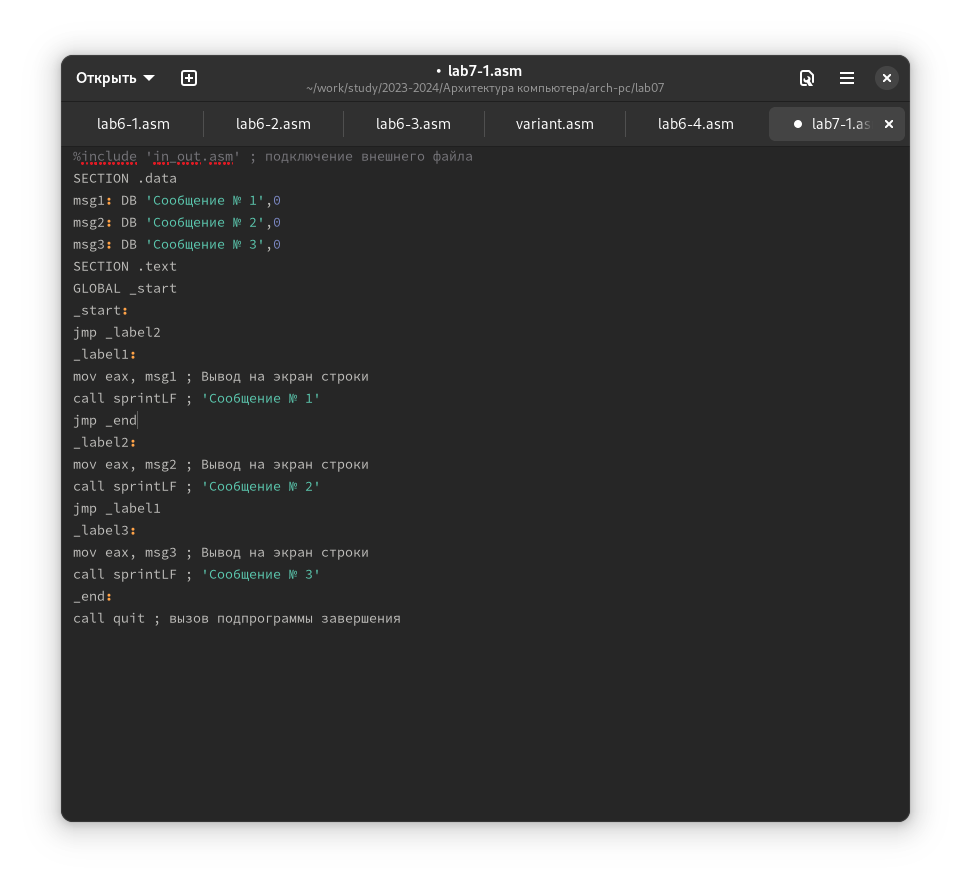 Открыть
• lab7-1.asm
~/work/study/2023-2024/Архитектура компьютера/arch-pc/lab07
lab6-1.asm lab6-2.asm lab6-3.asm variant.asm lab6-4.asm lab7-1.as
%include 'in_out.asm' ; подключение внешнего файла
SECTION .data
msg1: DB 'Сообщение № 1',0
msg2: DB 'Сообщение № 2',0
msg3: DB 'Сообщение № 3',0
SECTION .text
GLOBAL _start
_start:
jmp _label2
_label1:
mov eax, msg1 ; Вывод на экран строки
call sprintLF ; 'Сообщение № 1'
jmp _end
_label2:
mov eax, msg2 ; Вывод на экран строки
call sprintLF ; 'Сообщение № 2'
jmp _label1
_label3:
mov eax, msg3 ; Вывод на экран строки
call sprintLF ; 'Сообщение № 3'
_end:
call quit ; вызов подпрограммы завершения